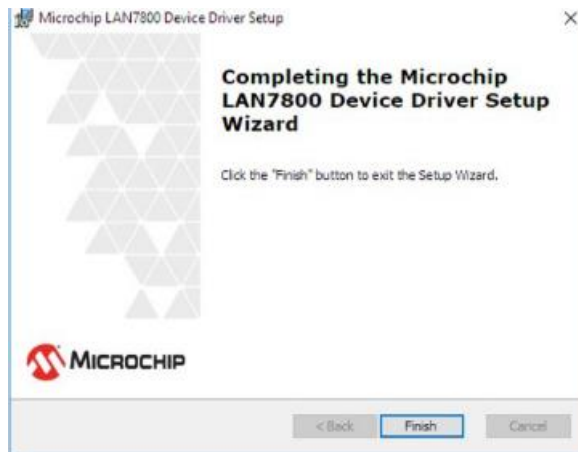 Microchip LAN7800 Device Driver Setup
Completing the Microchip
LAN7800 Device Driver Setup
Wizard
Click the "Finish" button to exit the Setup Wizard.
MICROCHIP
< Back Finish Cancel